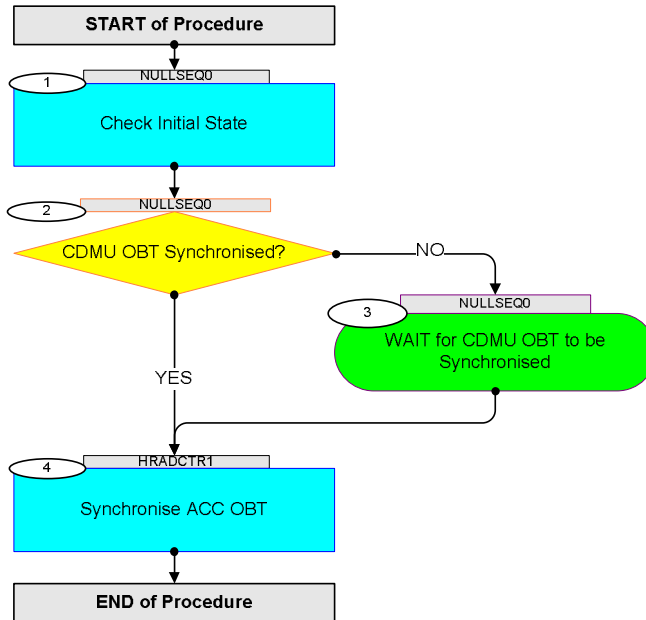 START of Procedure
NULLSEQ0
1
Check Initial State
NULLSEQ0
2
CDMU OBT Synchronised?
NO
NULLSEQ0
3
WAIT for CDMU OBT to be
Synchronised
YES
HRADCTR1
4
Synchronise ACC OBT
END of Procedure